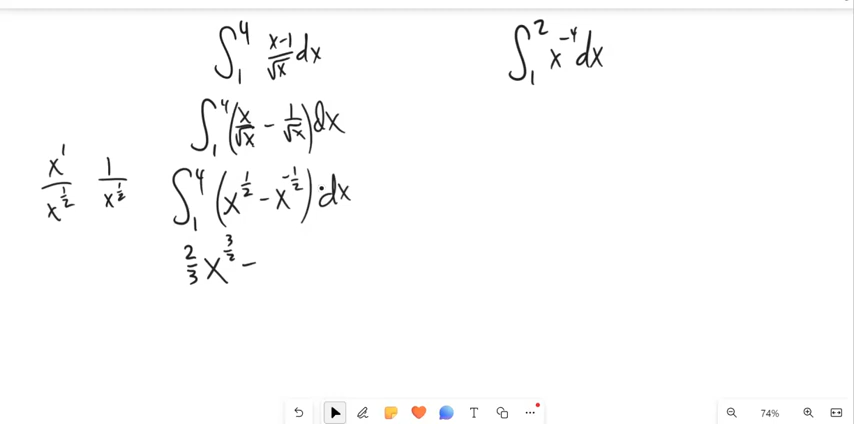 ∫₁⁴ (x-1)/√x dx
∫₁⁴ (x/√x - 1/√x) dx
x¹/x^(1/2)  1/x^(1/2)
∫₁⁴ (x^(1/2) - x^(-1/2)) · dx
2/3 x^(3/2) -
∫₁² x⁻⁴ dx
T
74%